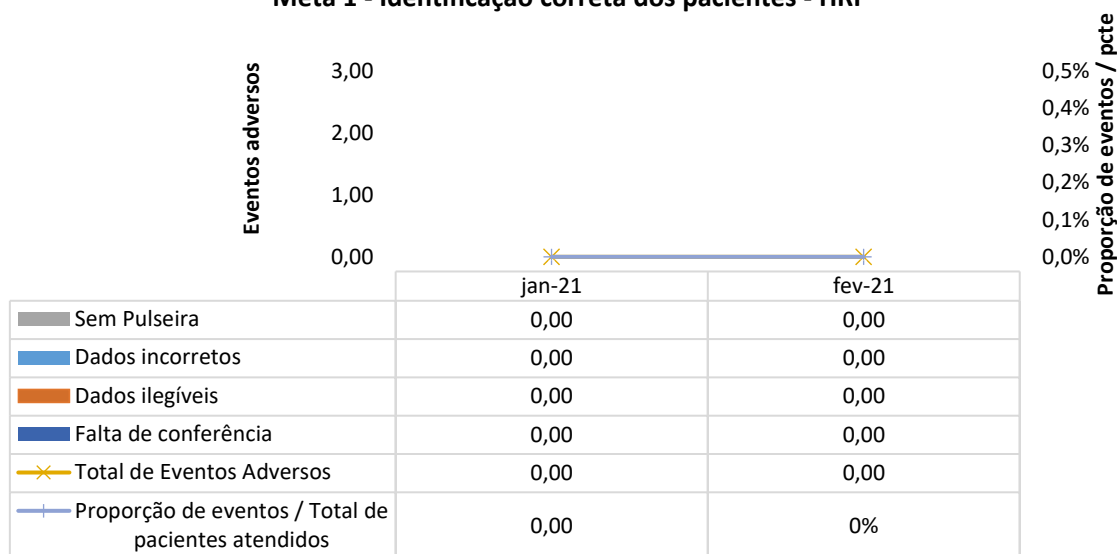 Meta 1 - Identificação correta dos pacientes - HRP
Eventos adversos
3,00
2,00
1,00
0,00
0,5%
0,4%
0,3%
0,2%
0,1%
0,0%
Proporção de eventos / pcte
jan-21 fev-21
Sem Pulseira 0,00 0,00
Dados incorretos 0,00 0,00
Dados ilegíveis 0,00 0,00
Falta de conferência 0,00 0,00
Total de Eventos Adversos 0,00 0,00
Proporção de eventos / Total de
pacientes atendidos 0,00 0%